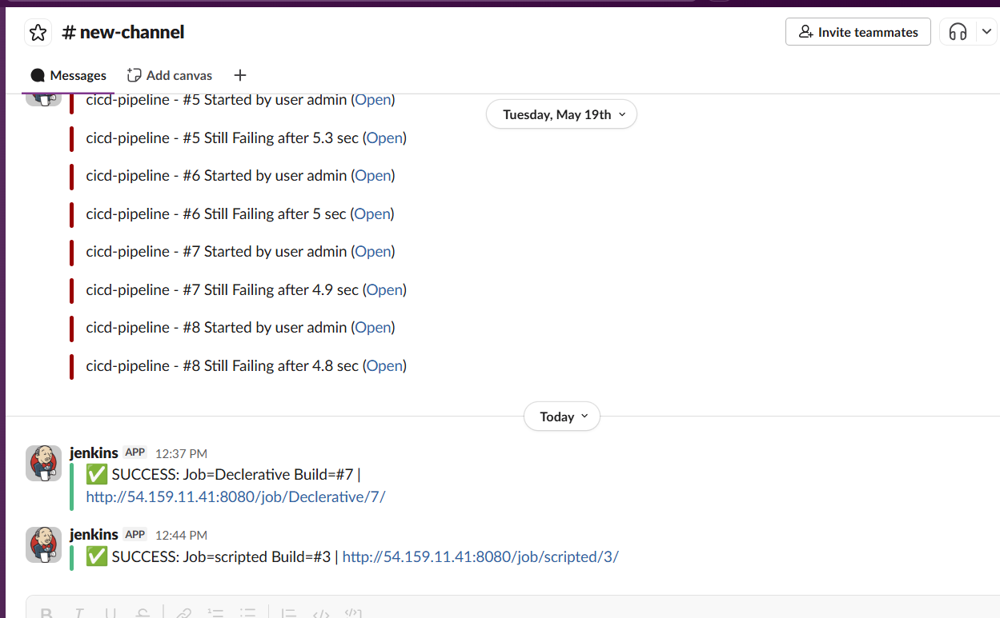 # new-channel
Invite teammates
Messages
Add canvas
cicd-pipeline - #5 Started by user admin (Open)
Tuesday, May 19th
cicd-pipeline - #5 Still Failing after 5.3 sec (Open)
cicd-pipeline - #6 Started by user admin (Open)
cicd-pipeline - #6 Still Failing after 5 sec (Open)
cicd-pipeline - #7 Started by user admin (Open)
cicd-pipeline - #7 Still Failing after 4.9 sec (Open)
cicd-pipeline - #8 Started by user admin (Open)
cicd-pipeline - #8 Still Failing after 4.8 sec (Open)
Today
jenkins APP 12:37 PM
✅ SUCCESS: Job=Declerative Build=#7 |
http://54.159.11.41:8080/job/Declerative/7/
jenkins APP 12:44 PM
✅ SUCCESS: Job=scripted Build=#3 | http://54.159.11.41:8080/job/scripted/3/